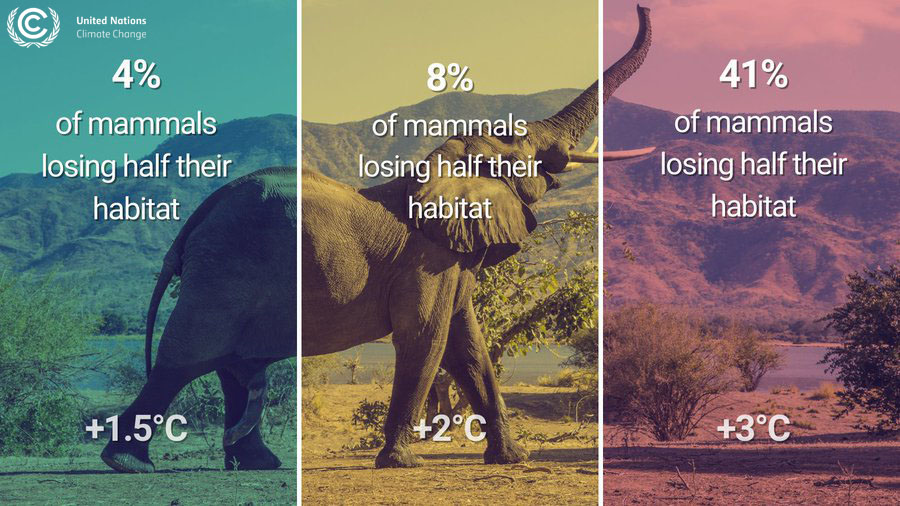 United Nations
Climate Change
4%
of mammals
losing half their
habitat
+1.5°C
8%
of mammals
losing half their
habitat
+2°C
41%
of mammals
losing half their
habitat
+3°C